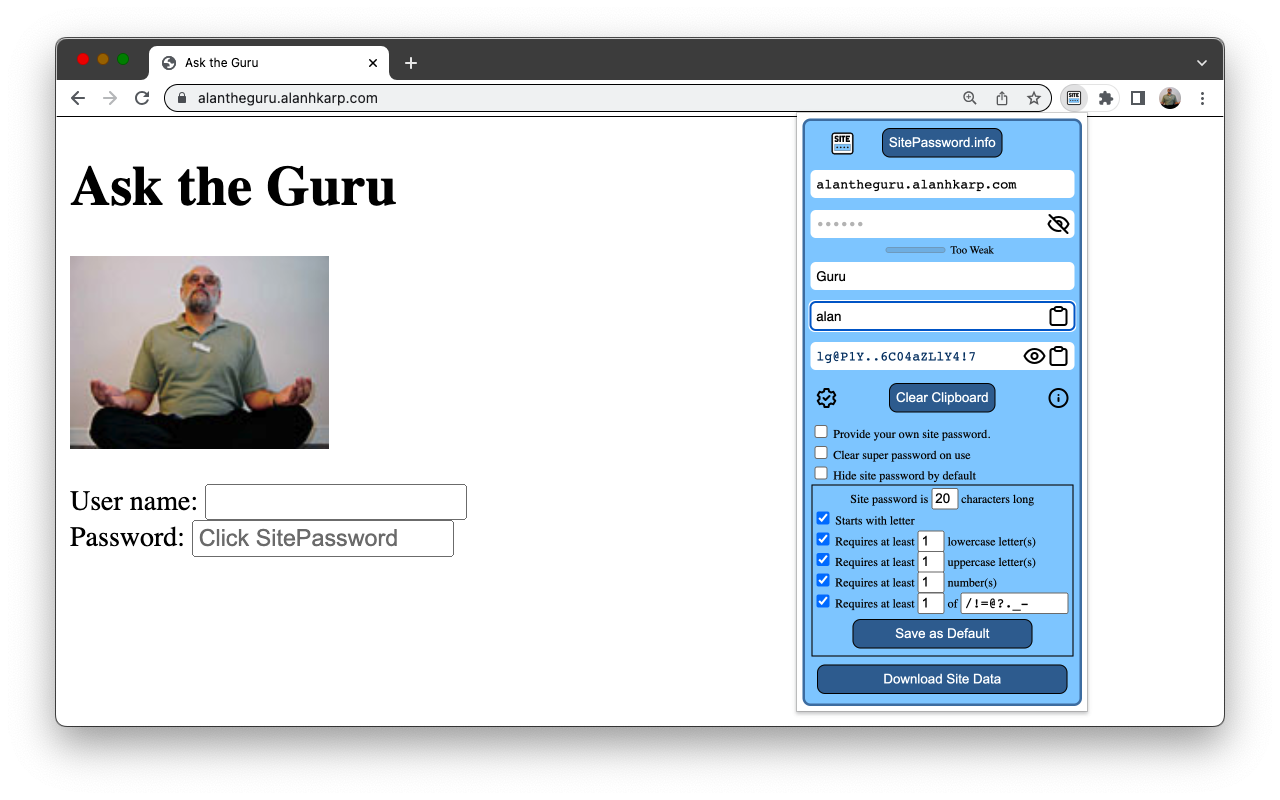 Ask the Guru
alantheguru.alanhkarp.com
SITE
Ask the Guru
User name:
Password: Click SitePassword
SITE
SitePassword.info
alantheguru.alanhkarp.com
••••••
Too Weak
Guru
alan
lg@PlY..6C04aZLlY4!7
Clear Clipboard
Provide your own site password.
Clear super password on use
Hide site password by default
Site password is 20 characters long
Starts with letter
Requires at least 1 lowercase letter(s)
Requires at least 1 uppercase letter(s)
Requires at least 1 number(s)
Requires at least 1 of /!=@?._-
Save as Default
Download Site Data